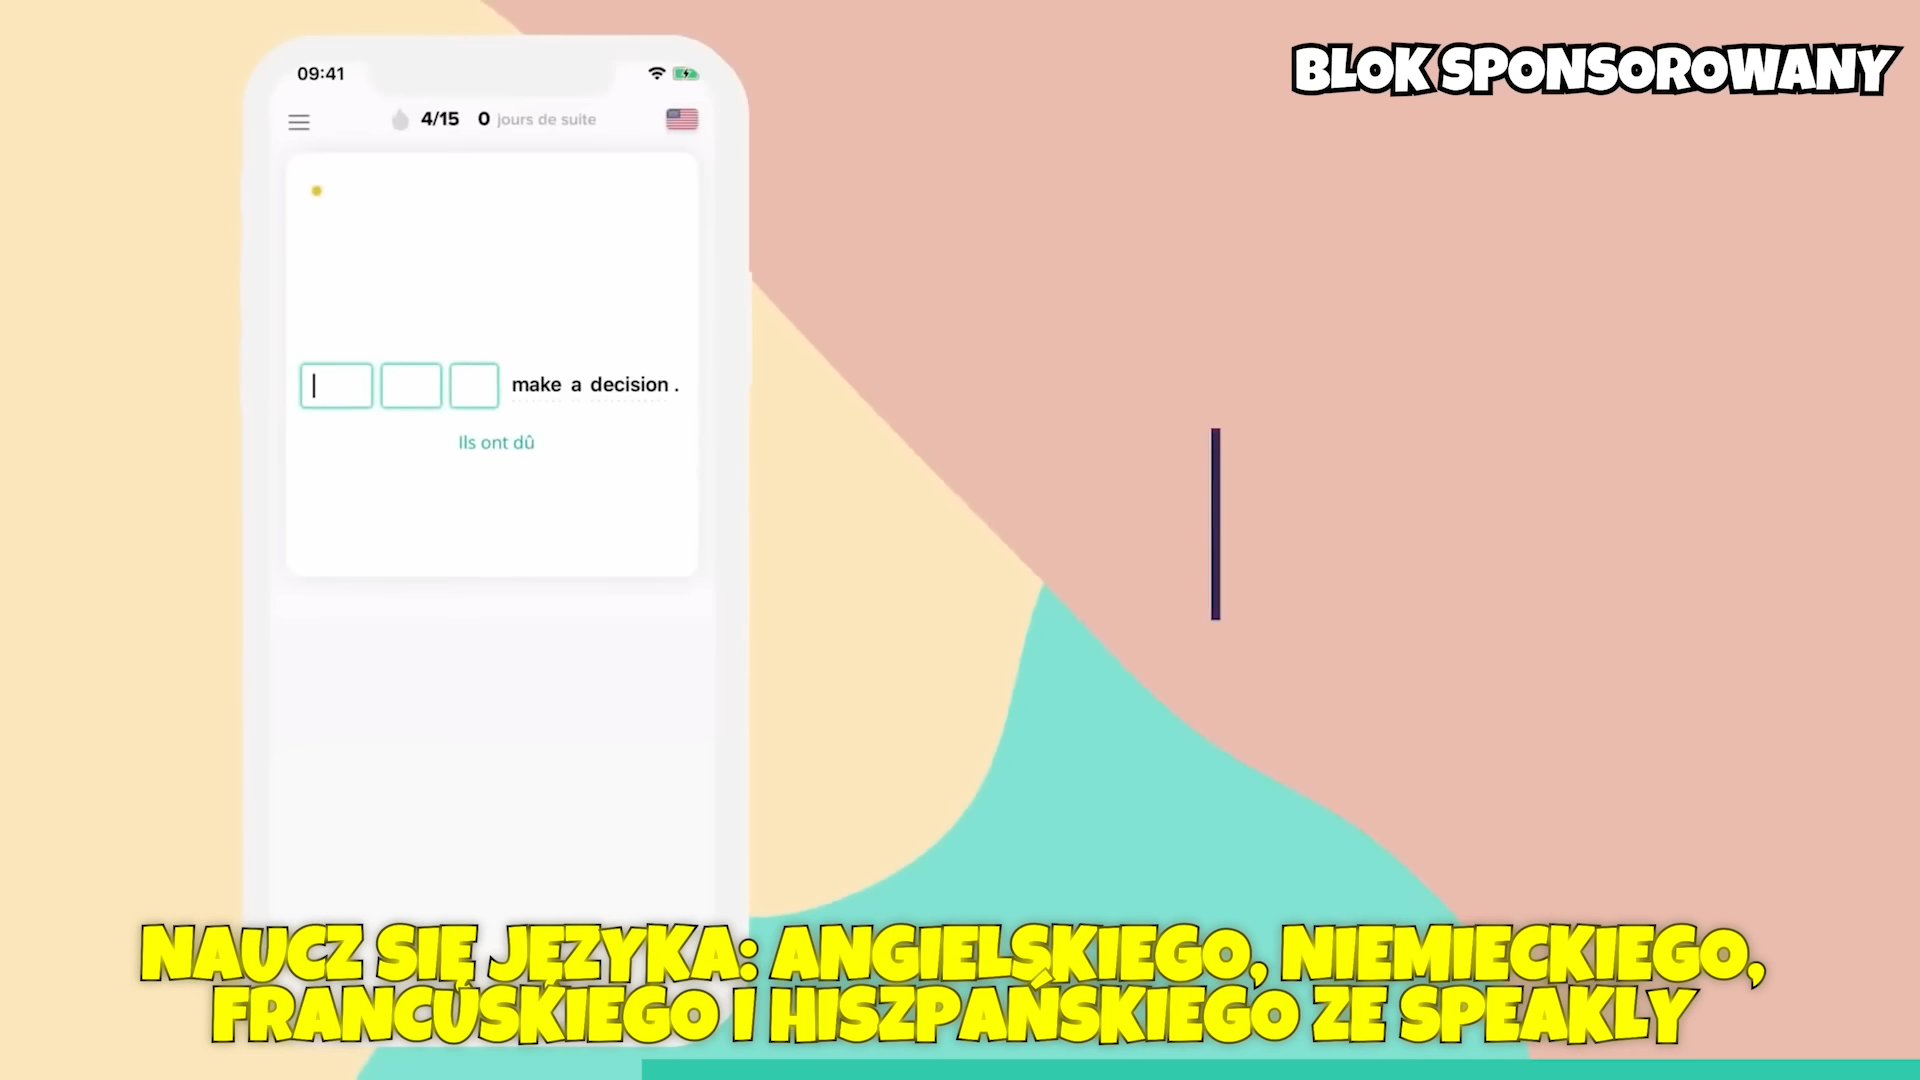 BLOK SPONSOROWANY
09:41
4/15 0 jours de suite
make a decision .
Ils ont dû
NAUCZ SIĘ JĘZYKA: ANGIELSKIEGO, NIEMIECKIEGO,
FRANCUSKIEGO I HISZPAŃSKIEGO ZE SPEAKLY